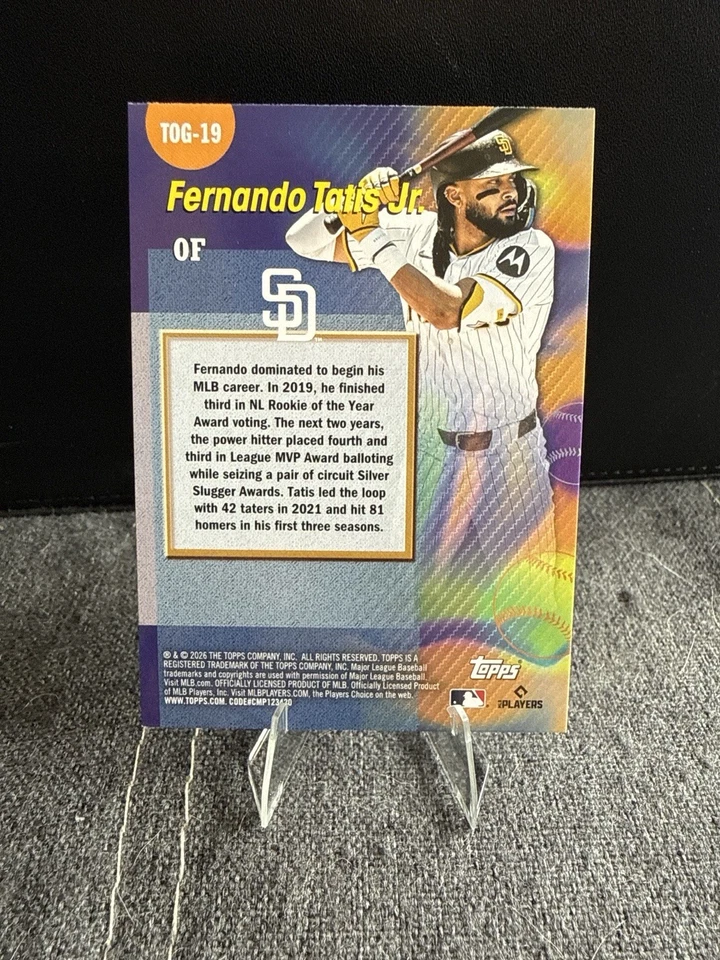 TOG-19
Fernando Tatis Jr.
OF
SD
SD
Fernando dominated to begin his
MLB career. In 2019, he finished
third in NL Rookie of the Year
Award voting. The next two years,
the power hitter placed fourth and
third in League MVP Award balloting
while seizing a pair of circuit Silver
Slugger Awards. Tatis led the loop
with 42 taters in 2021 and hit 81
homers in his first three seasons.
® & © 2026 THE TOPPS COMPANY, INC. ALL RIGHTS RESERVED. TOPPS IS A
REGISTERED TRADEMARK OF THE TOPPS COMPANY, INC. Major League Baseball
trademarks and copyrights are used with permission of Major League Baseball.
Visit MLB.com. OFFICIALLY LICENSED PRODUCT OF MLB. Officially Licensed Product
of MLB Players, Inc. Visit MLBPLAYERS.COM, the Players Choice on the web.
WWW.TOPPS.COM. CODE#CMP123420
topps
PLAYERS